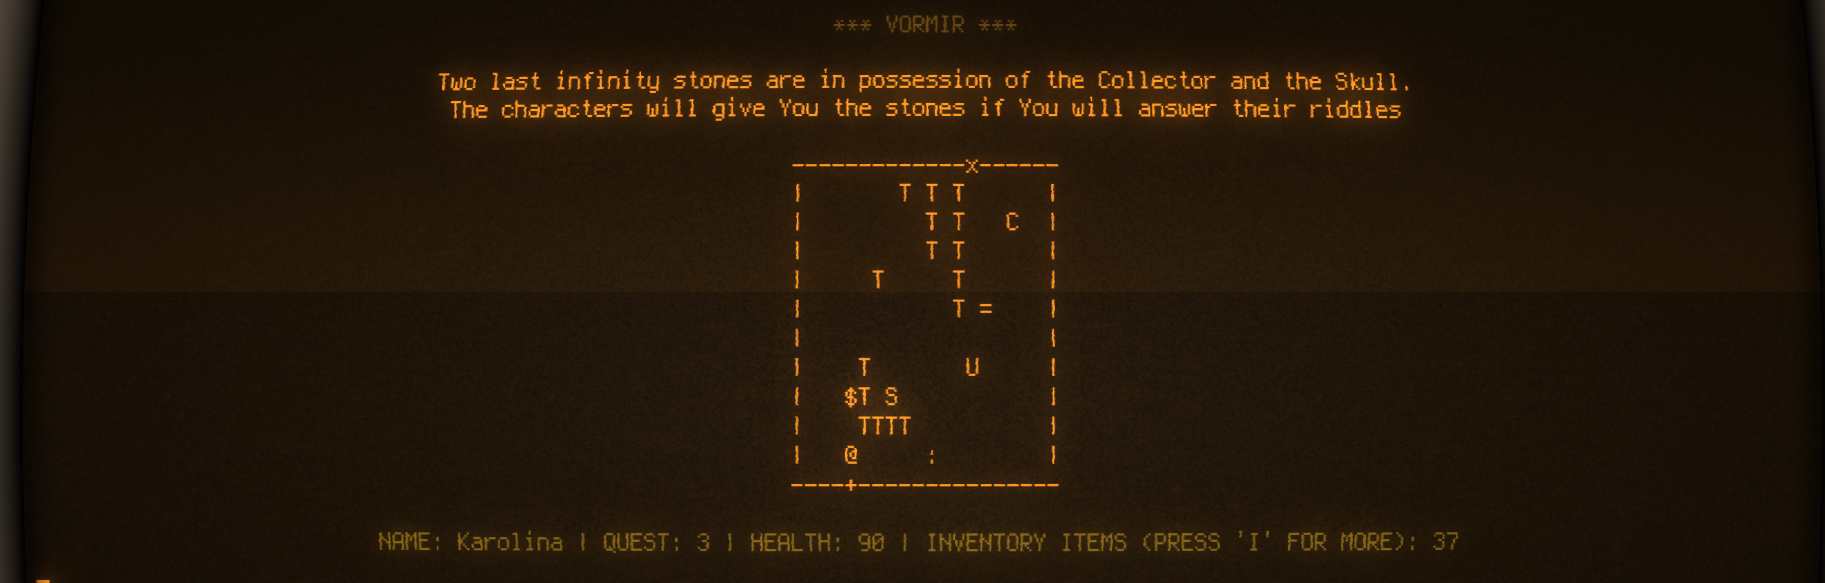 *** VORMIR ***
Two last infinity stones are in possession of the Collector and the Skull.
The characters will give You the stones if You will answer their riddles
-------------x------
|       T T T      |
|         T T   C  |
|         T T      |
|     T     T      |
|           T =    |
|                  |
|    T       U     |
|   $T S           |
|    TTTT          |
|   @     :        |
----+---------------
NAME: Karolina | QUEST: 3 | HEALTH: 90 | INVENTORY ITEMS (PRESS 'I' FOR MORE): 37